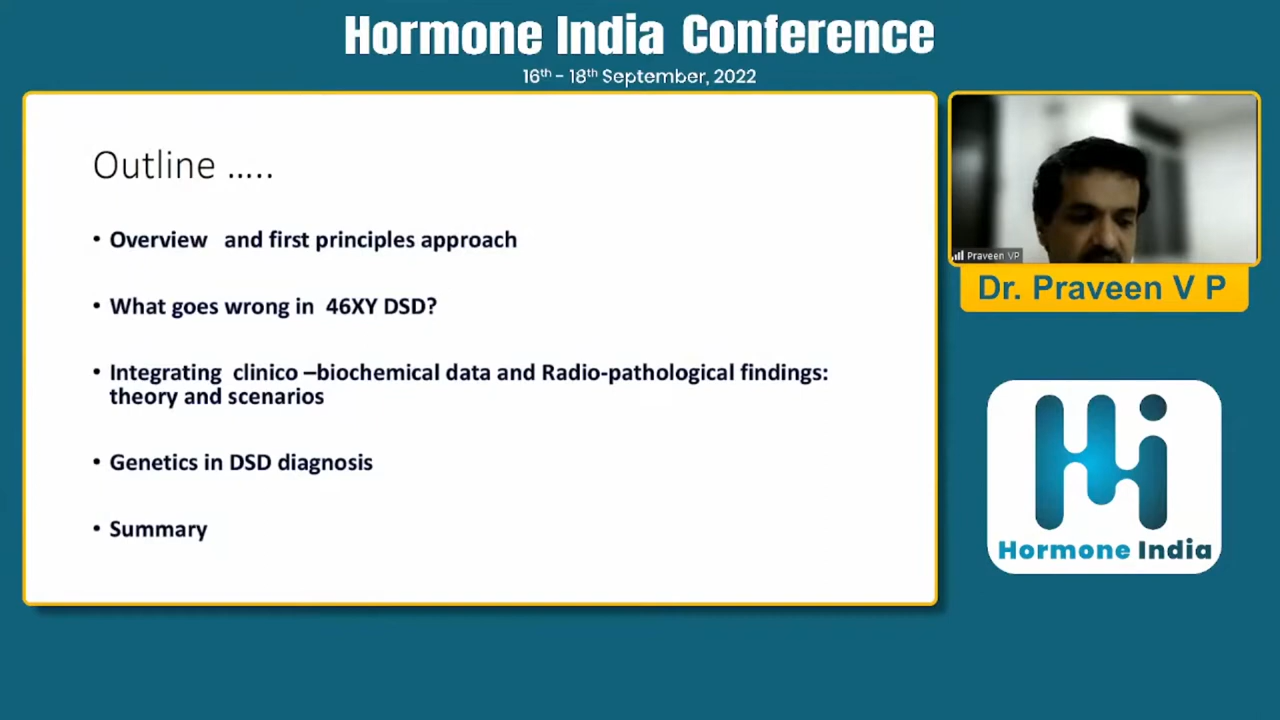 Hormone India Conference
16th - 18th September, 2022
Outline .....
• Overview and first principles approach
• What goes wrong in 46XY DSD?
• Integrating clinico –biochemical data and Radio-pathological findings:
theory and scenarios
• Genetics in DSD diagnosis
• Summary
Praveen VP
Dr. Praveen V P
Hi
Hormone India